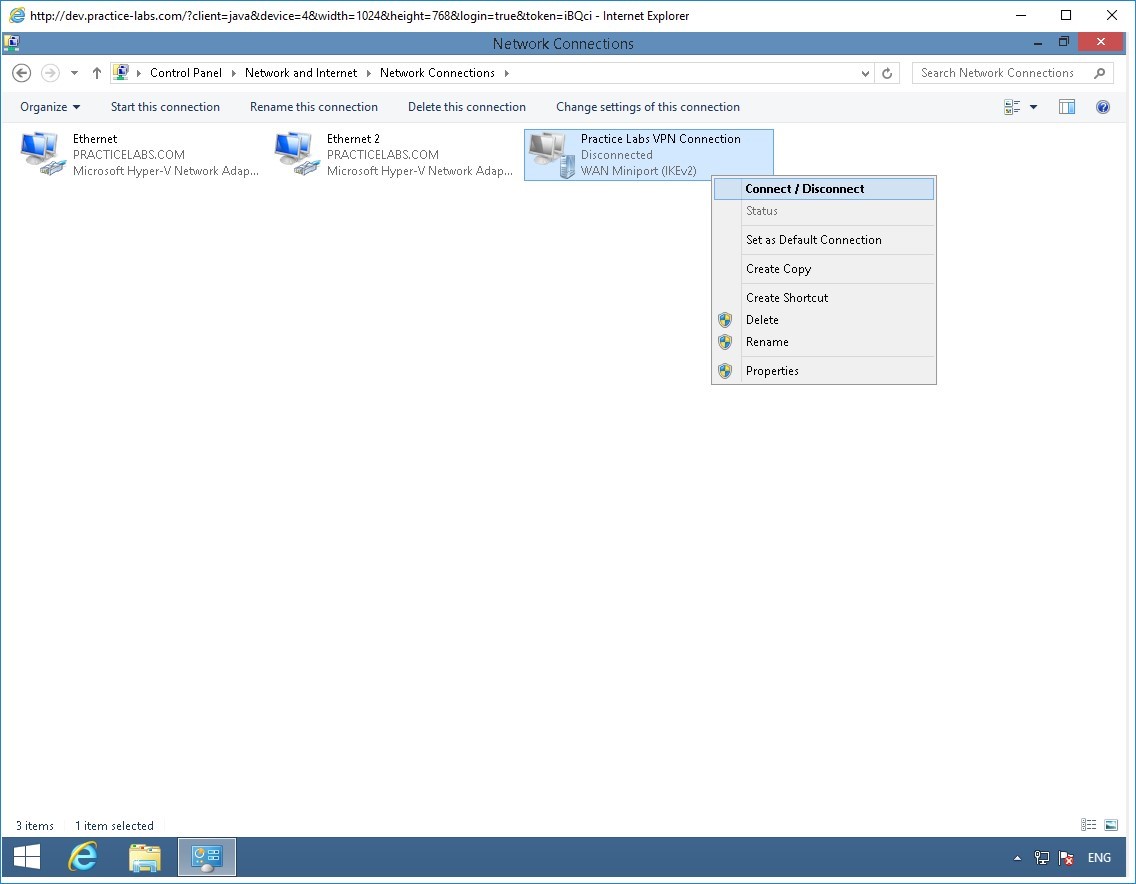 http://dev.practice-labs.com/?client=java&device=4&width=1024&height=768&login=true&token=iBQci - Internet Explorer
Network Connections
Control Panel Network and Internet Network Connections
Search Network Connections
Organize Start this connection Rename this connection Delete this connection Change settings of this connection
Ethernet
PRACTICELABS.COM
Microsoft Hyper-V Network Adap...
Ethernet 2
PRACTICELABS.COM
Microsoft Hyper-V Network Adap...
Practice Labs VPN Connection
Disconnected
WAN Miniport (IKEv2)
Connect / Disconnect
Status
Set as Default Connection
Create Copy
Create Shortcut
Delete
Rename
Properties
3 items 1 item selected
ENG